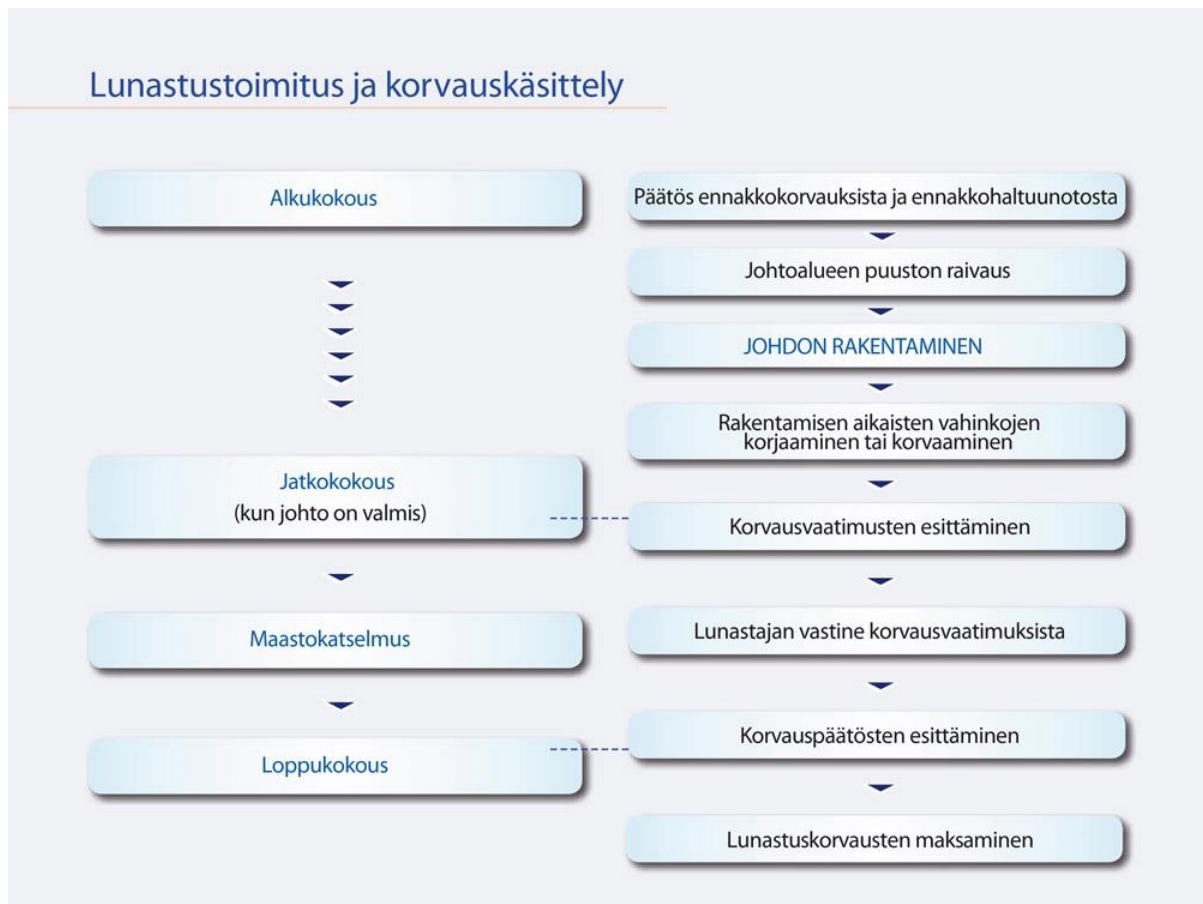 Lunastustoimitus ja korvauskäsittely
Alkukokous
Jatkokokous
(kun johto on valmis)
Maastokatselmus
Loppukokous
Päätös ennakkokorvauksista ja ennakkohaltuunotosta
Johtoalueen puuston raivaus
JOHDON RAKENTAMINEN
Rakentamisen aikaisten vahinkojen
korjaaminen tai korvaaminen
Korvausvaatimusten esittäminen
Lunastajan vastine korvausvaatimuksista
Korvauspäätösten esittäminen
Lunastuskorvausten maksaminen